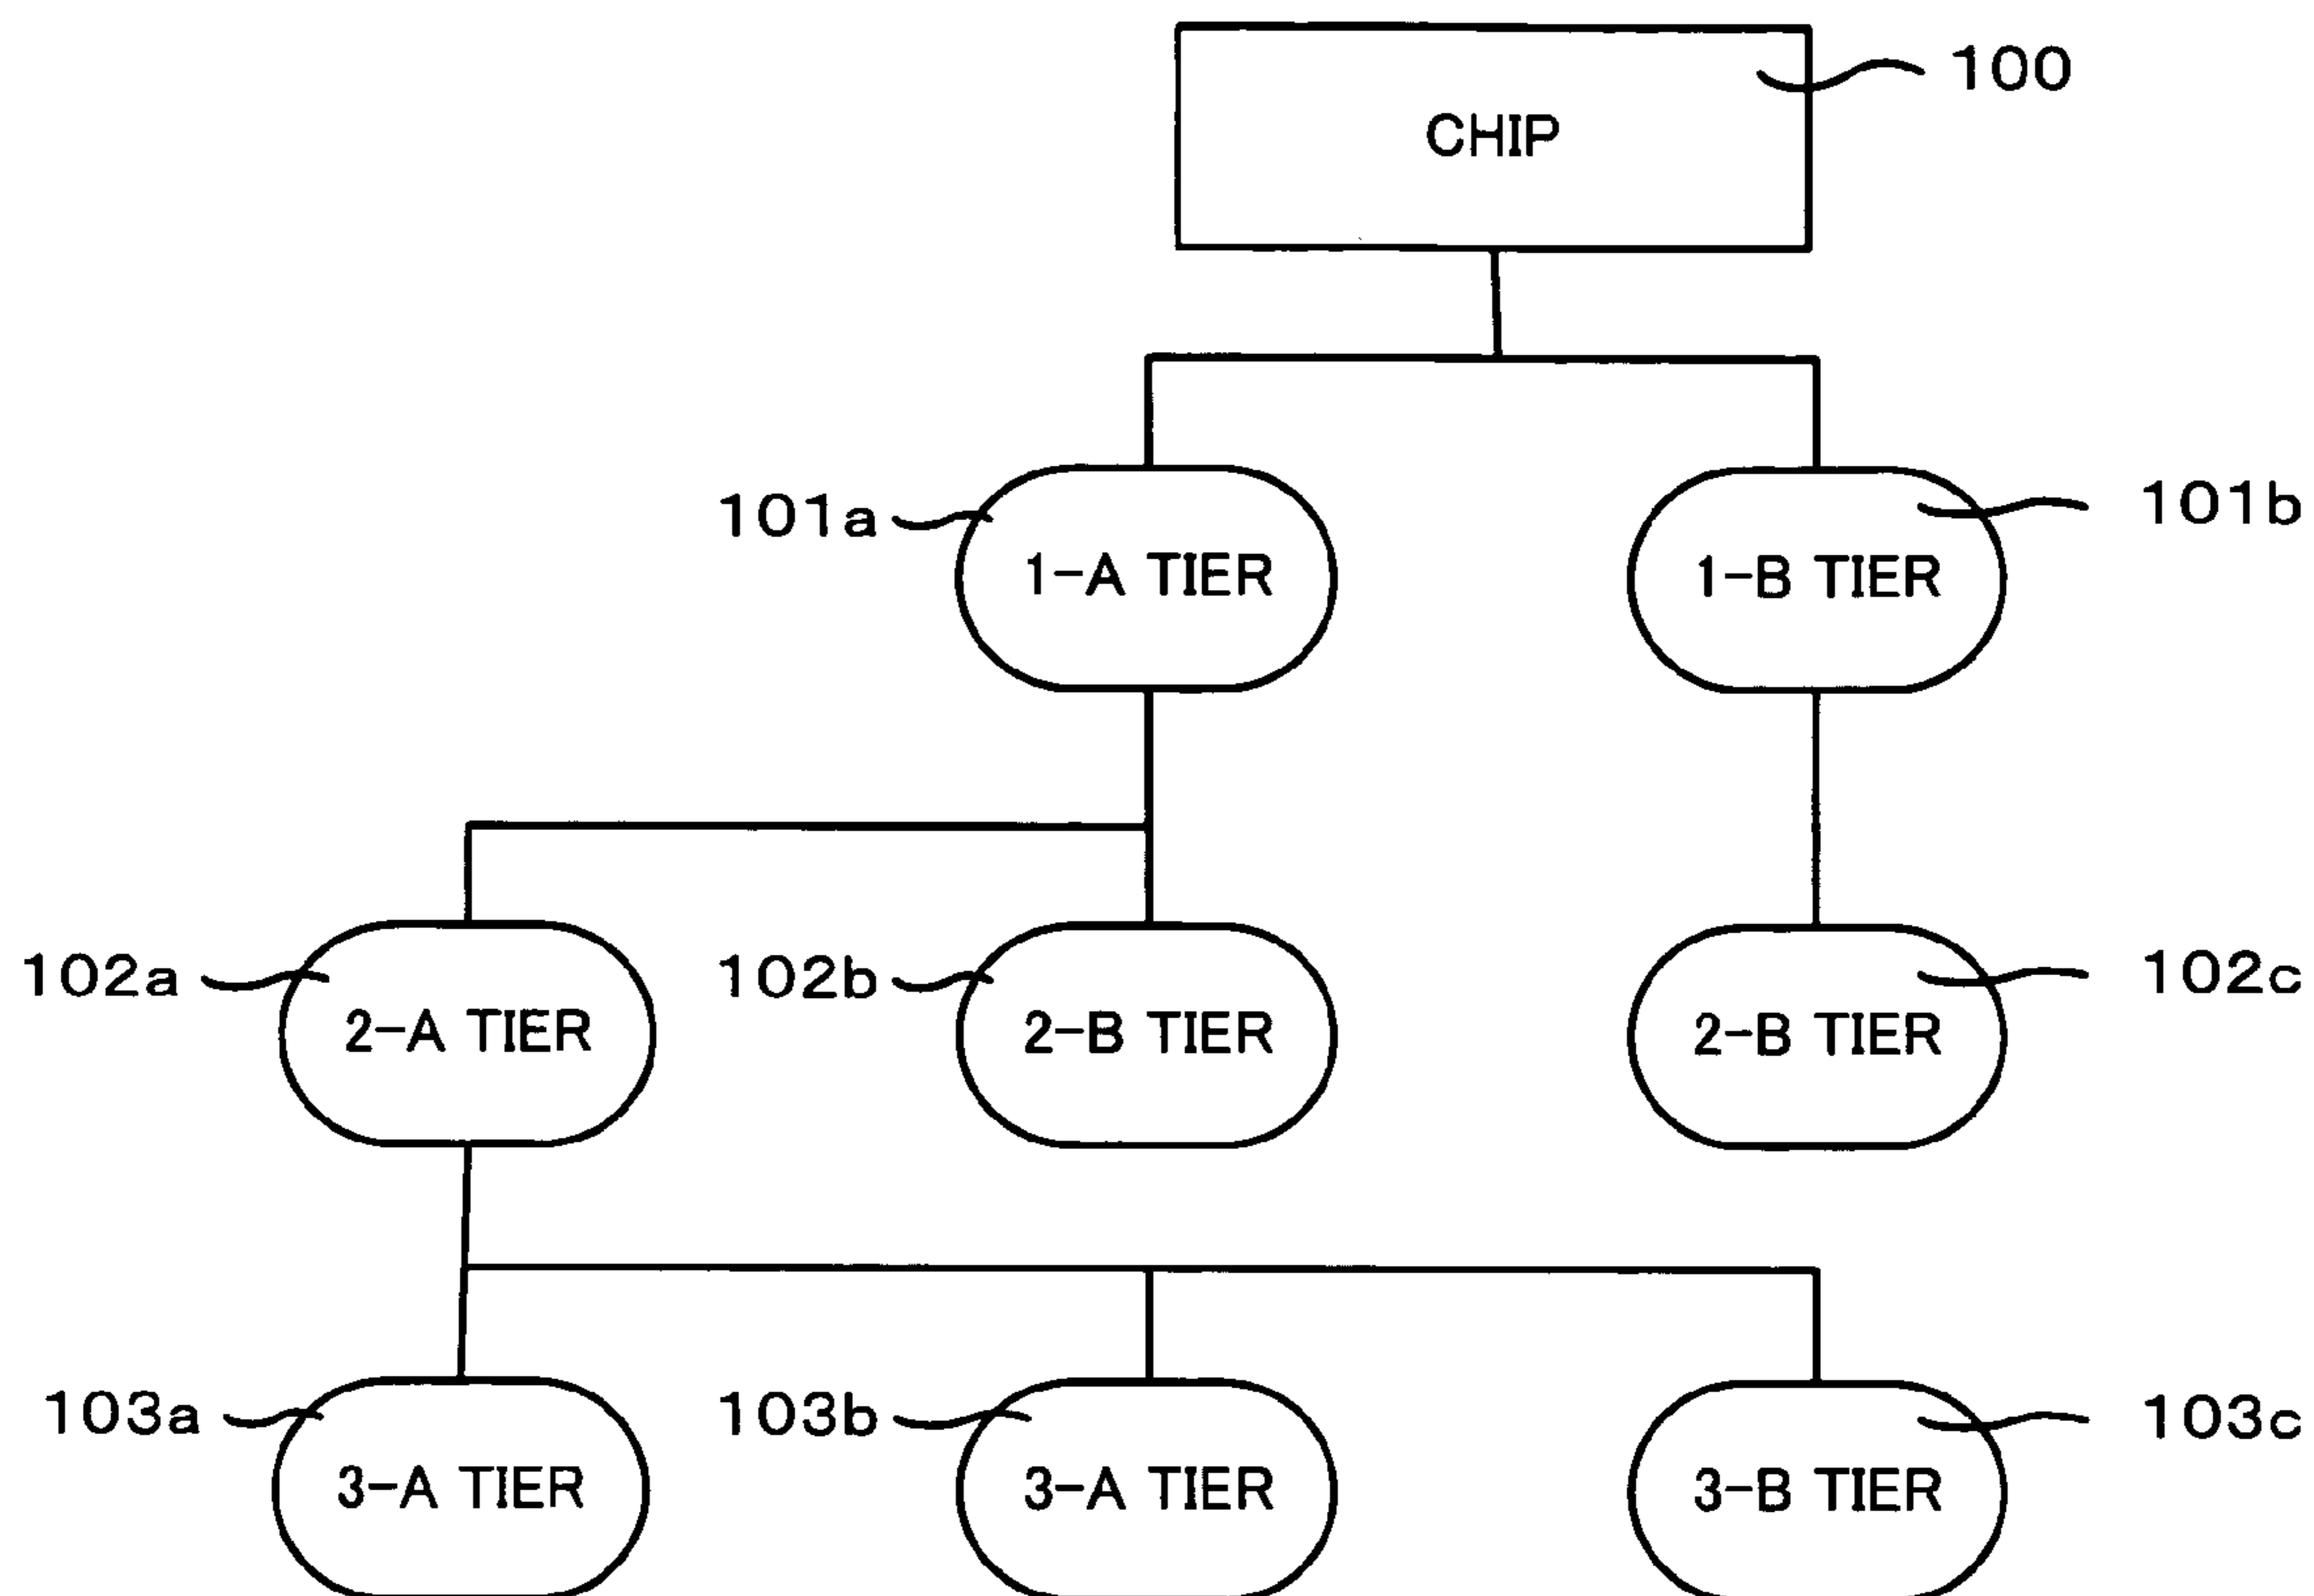 100
CHIP
101a
101b
1-A TIER
1-B TIER
102a
102b
102c
2-A TIER
2-B TIER
2-B TIER
103a
103b
103c
3-A TIER
3-A TIER
3-B TIER